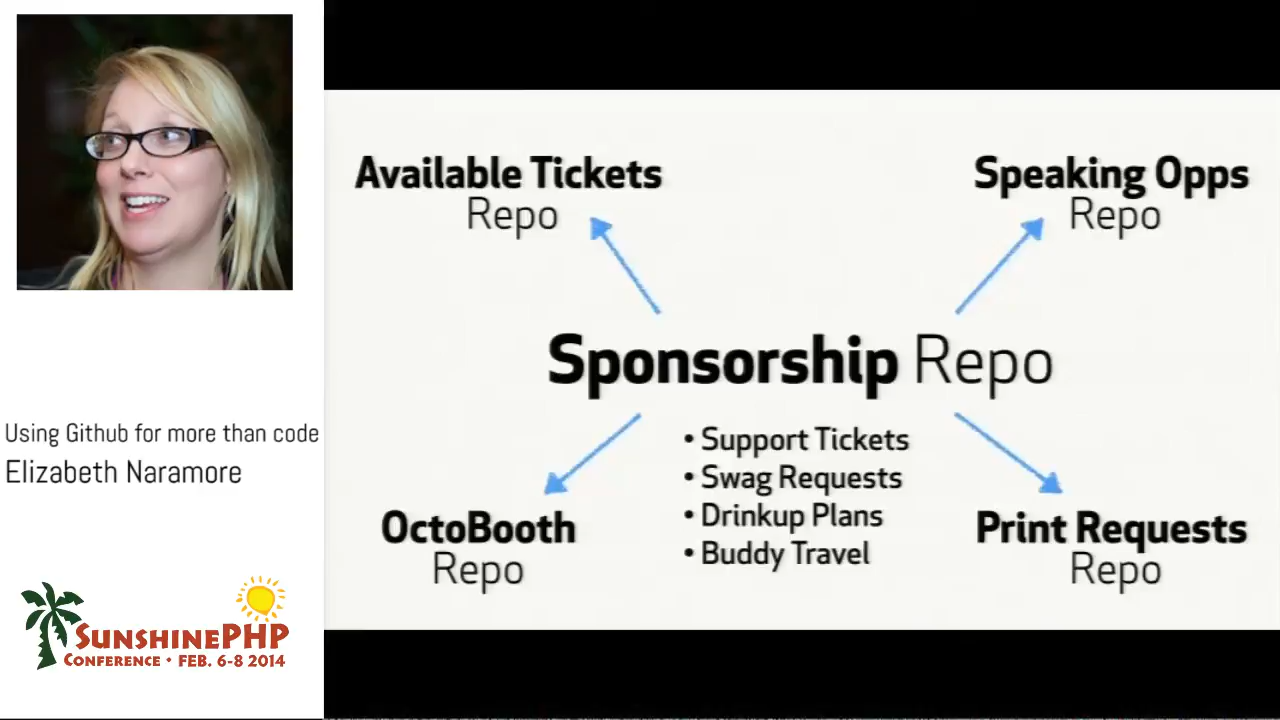 Using Github for more than code
Elizabeth Naramore
SunshinePHP
Conference • Feb. 6-8 2014
Available Tickets
Repo
Speaking Opps
Repo
Sponsorship Repo
• Support Tickets
• Swag Requests
• Drinkup Plans
• Buddy Travel
OctoBooth
Repo
Print Requests
Repo